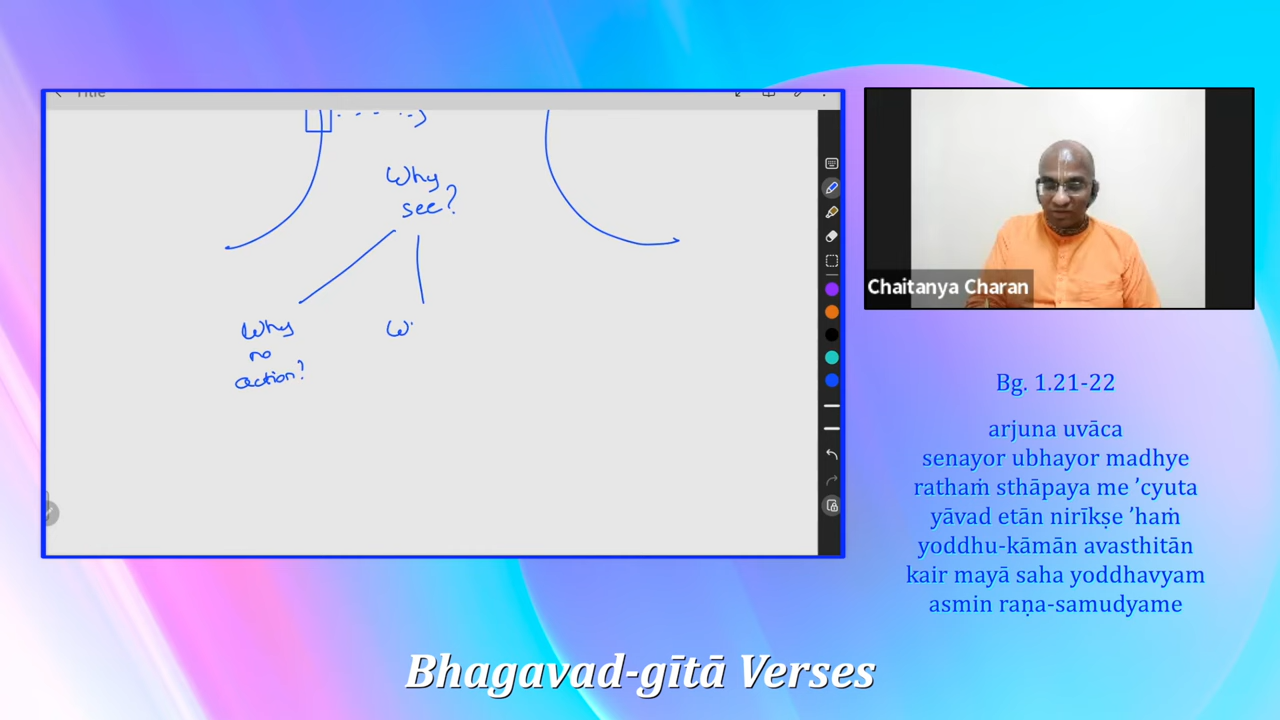 Title
Why
see?
Why
no
action?
Chaitanya Charan
Bg. 1.21-22
arjuna uvāca
senayor ubhayor madhye
rathaṁ sthāpaya me ’cyuta
yāvad etān nirīkṣe ’haṁ
yoddhu-kāmān avasthitān
kair mayā saha yoddhavyam
asmin raṇa-samudyame
Bhagavad-gītā Verses